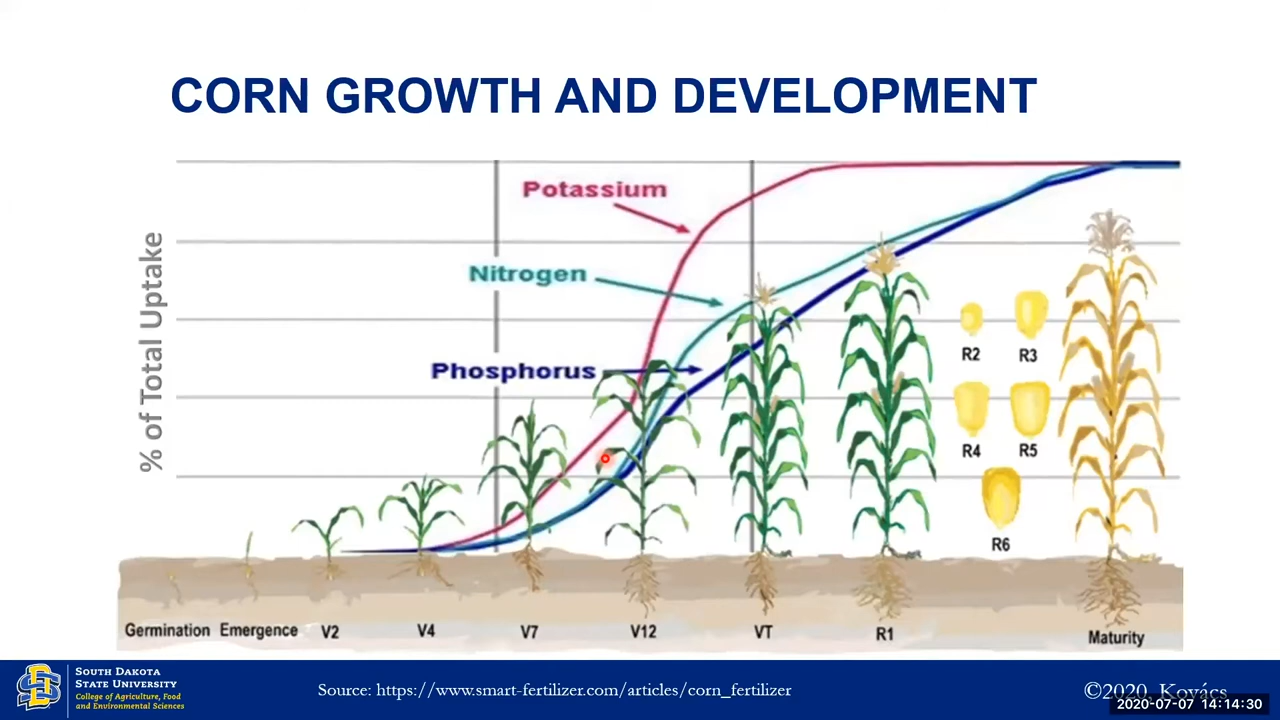 CORN GROWTH AND DEVELOPMENT
% of Total Uptake
Potassium
Nitrogen
Phosphorus
R2
R3
R4
R5
R6
Germination
Emergence
V2
V4
V7
V12
VT
R1
Maturity
SOUTH DAKOTA
STATE UNIVERSITY
College of Agriculture, Food
and Environmental Sciences
Source: https://www.smart-fertilizer.com/articles/corn_fertilizer
©2020, Kovács
2020-07-07 14:14:30